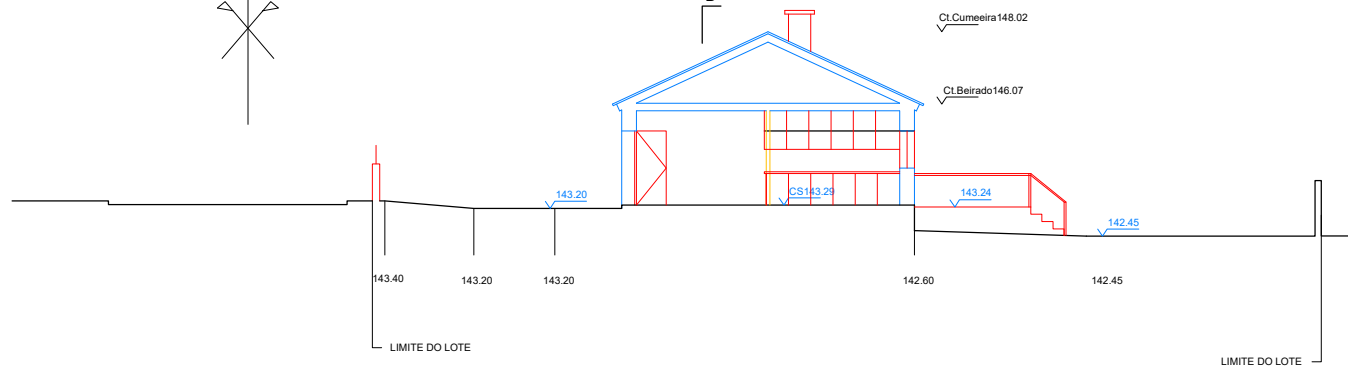 Ct.Cumeeira148.02
Ct.Beirado146.07
143.20
CS143.29
143.24
142.45
143.40
143.20
143.20
142.60
142.45
LIMITE DO LOTE
LIMITE DO LOTE